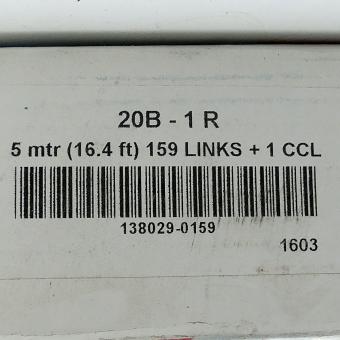 20B - 1 R
5 mtr (16.4 ft) 159 LINKS + 1 CCL
138029-0159
1603